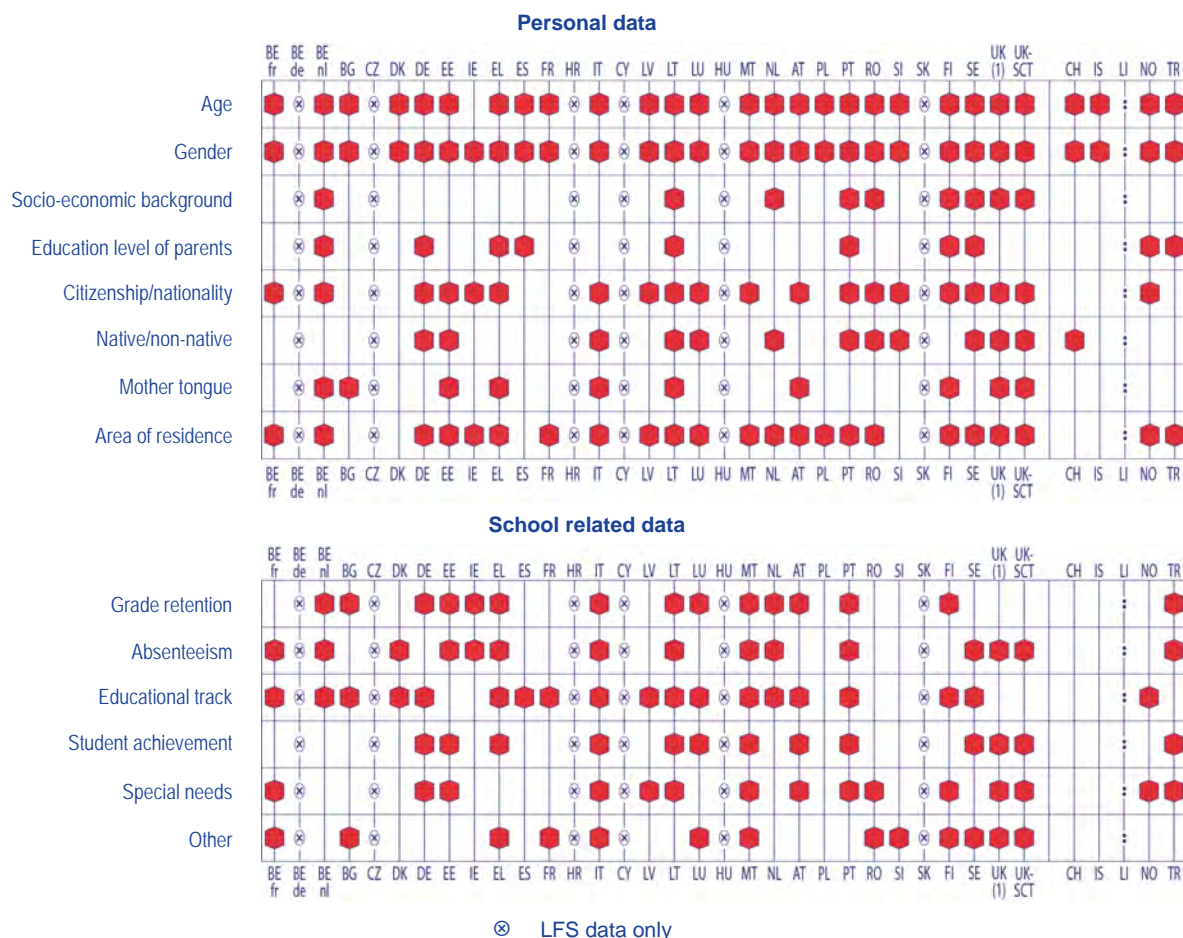 Personal data
BE fr BE de BE nl BG CZ DK DE EE IE EL ES FR HR IT CY LV LT LU HU MT NL AT PL PT RO SI SK FI SE UK (1) UK- SCT CH IS LI NO TR
Age
Gender
Socio-economic background
Education level of parents
Citizenship/nationality
Native/non-native
Mother tongue
Area of residence
BE fr BE de BE nl BG CZ DK DE EE IE EL ES FR HR IT CY LV LT LU HU MT NL AT PL PT RO SI SK FI SE UK (1) UK- SCT CH IS LI NO TR
School related data
BE fr BE de BE nl BG CZ DK DE EE IE EL ES FR HR IT CY LV LT LU HU MT NL AT PL PT RO SI SK FI SE UK (1) UK- SCT CH IS LI NO TR
Grade retention
Absenteeism
Educational track
Student achievement
Special needs
Other
BE fr BE de BE nl BG CZ DK DE EE IE EL ES FR HR IT CY LV LT LU HU MT NL AT PL PT RO SI SK FI SE UK (1) UK- SCT CH IS LI NO TR
⊗ LFS data only